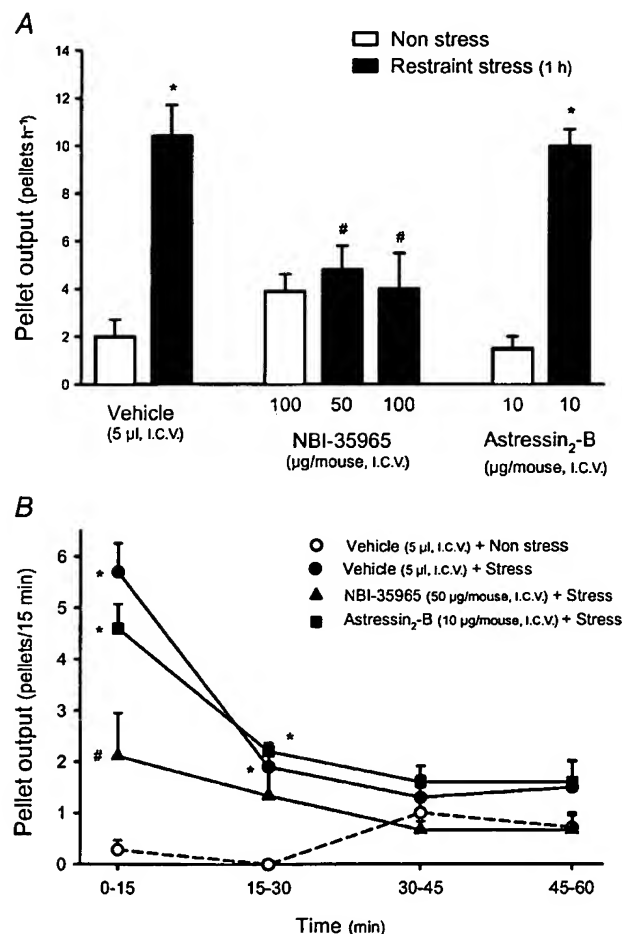 A
Non stress
Restraint stress (1 h)
Pellet output (pellets h⁻¹)
14
12
10
8
6
4
2
0
*
#
#
*
100
50
100
10
10
Vehicle
(5 µl, I.C.V.)
NBI-35965
(µg/mouse, I.C.V.)
Astressin₂-B
(µg/mouse, I.C.V.)
B
Vehicle (5 µl, I.C.V.) + Non stress
Vehicle (5 µl, I.C.V.) + Stress
NBI-35965 (50 µg/mouse, I.C.V.) + Stress
Astressin₂-B (10 µg/mouse, I.C.V.) + Stress
Pellet output (pellets/15 min)
6
5
4
3
2
1
0
*
*
#
*
*
0-15
15-30
30-45
45-60
Time (min)